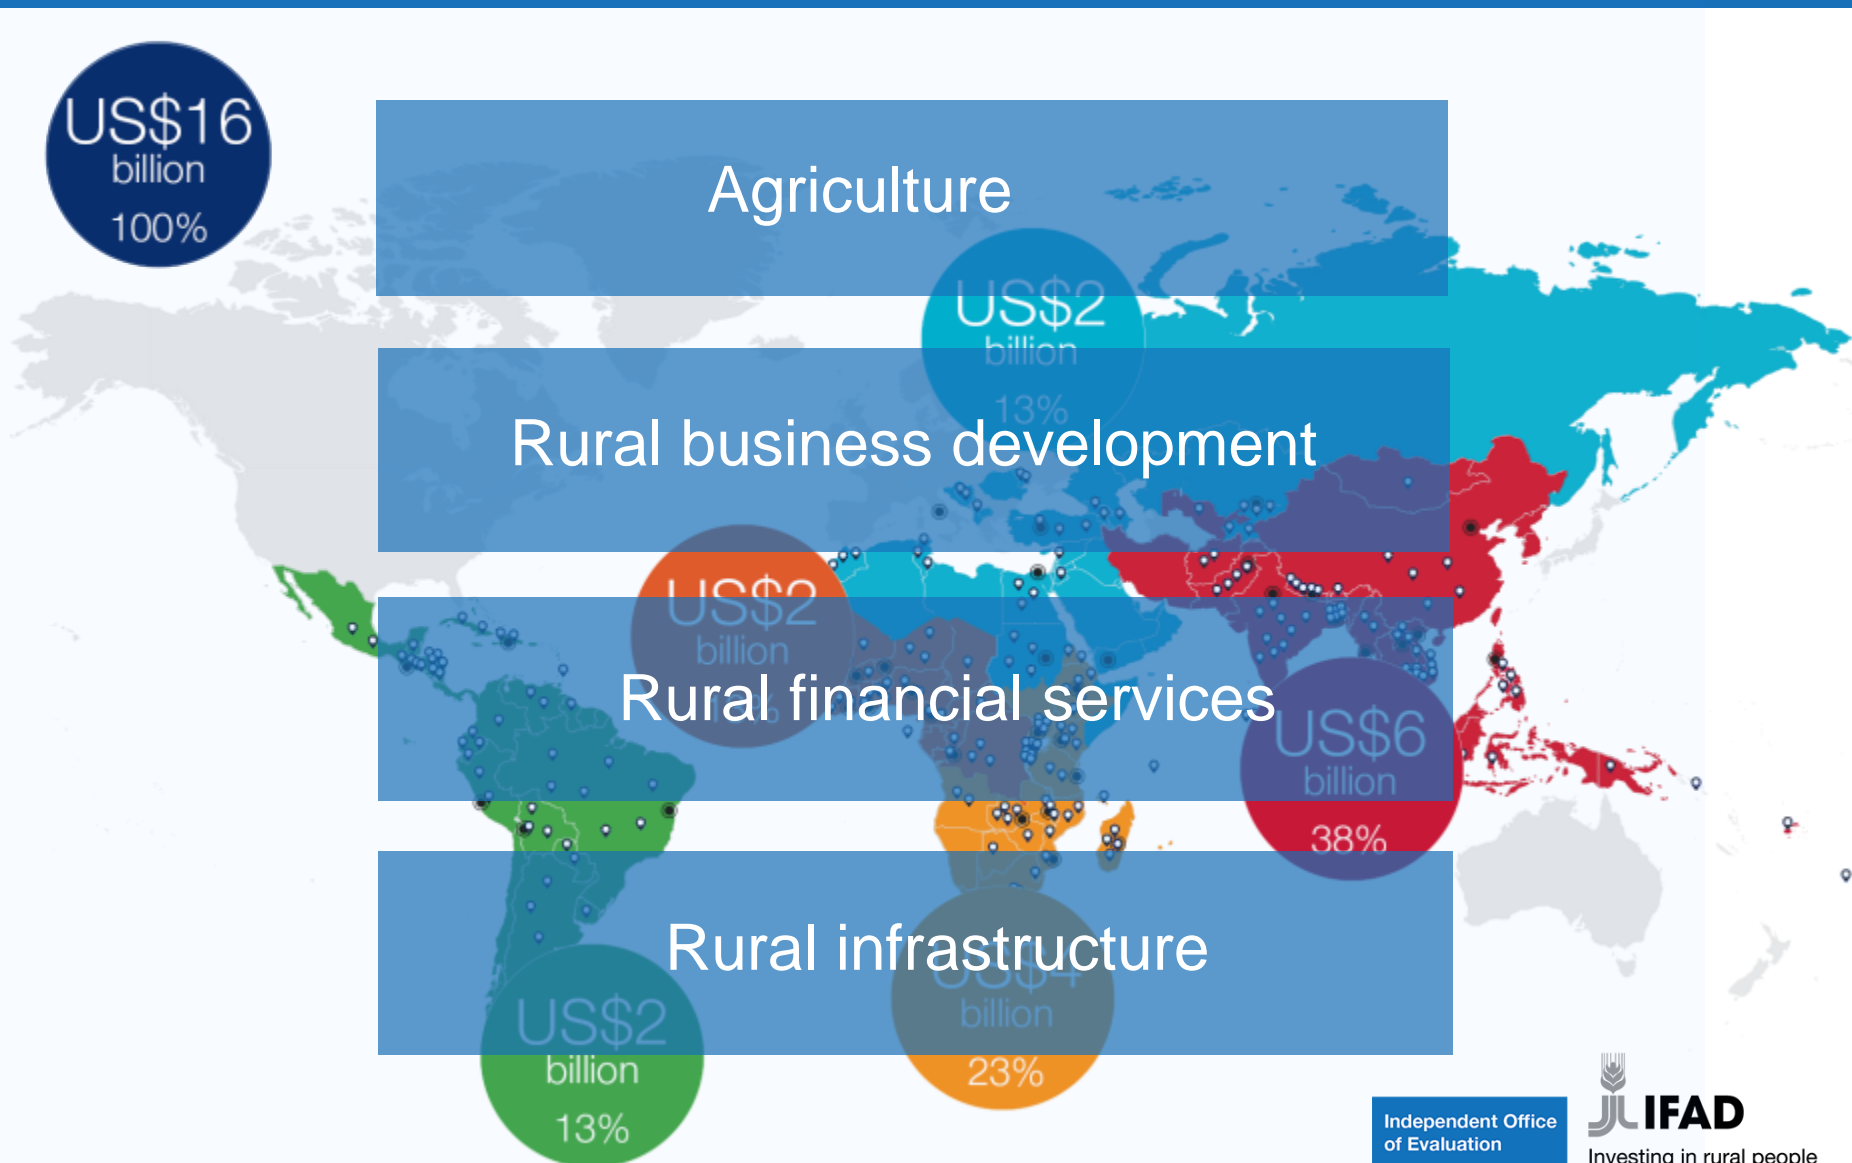 US$16
billion
100%
Agriculture
US$2
billion
13%
Rural business development
US$2
billion
Rural financial services
US$6
billion
38%
Rural infrastructure
US$4
billion
23%
US$2
billion
13%
Independent Office
of Evaluation
IFAD
Investing in rural people